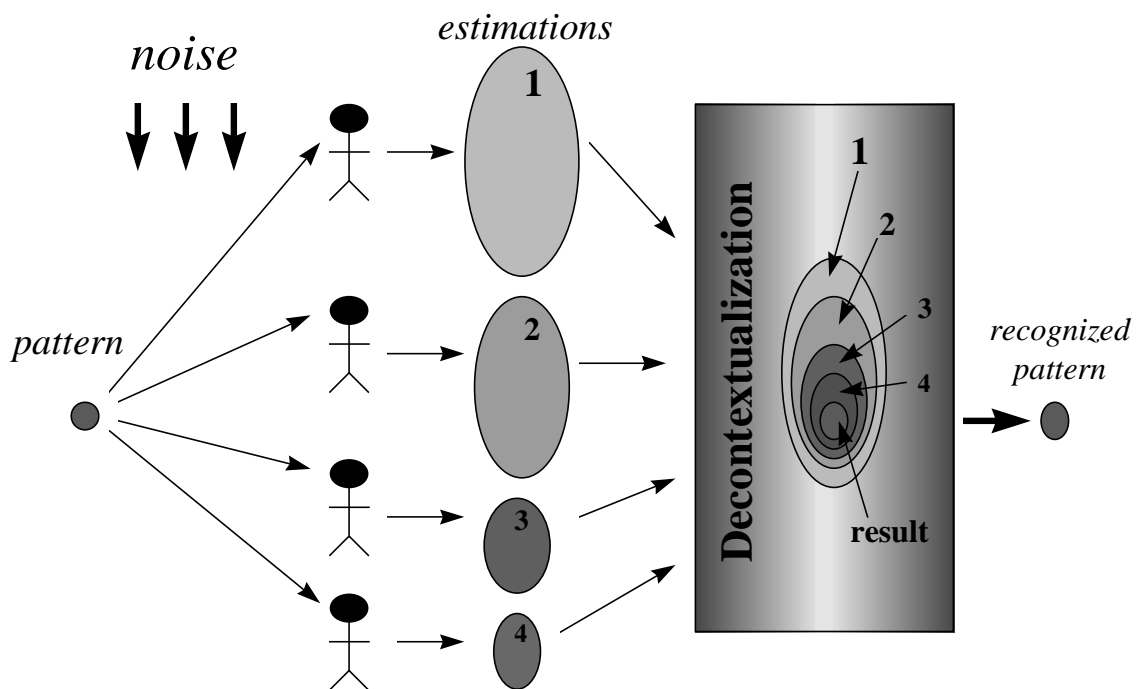 noise
estimations
pattern
1
2
3
4
Decontextualization
1
2
3
4
result
recognized
pattern